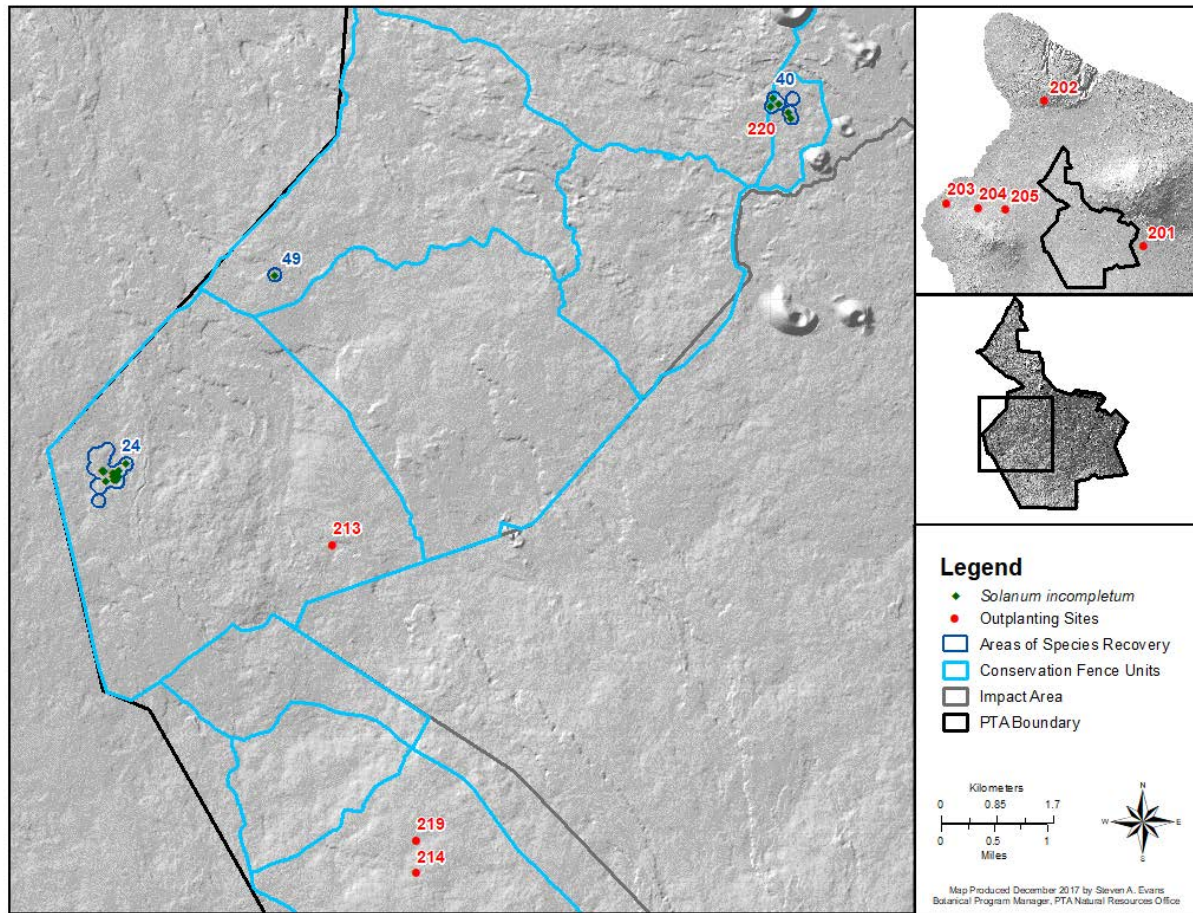 40
220
49
24
213
219
214
202
203
204
205
201
Legend
Solanum incompletum
Outplanting Sites
Areas of Species Recovery
Conservation Fence Units
Impact Area
PTA Boundary
Kilometers
0 0.85 1.7
0 0.5 1
Miles
N
W E
S
Map Produced December 2017 by Steven A. Evans
Botanical Program Manager, PTA Natural Resources Office